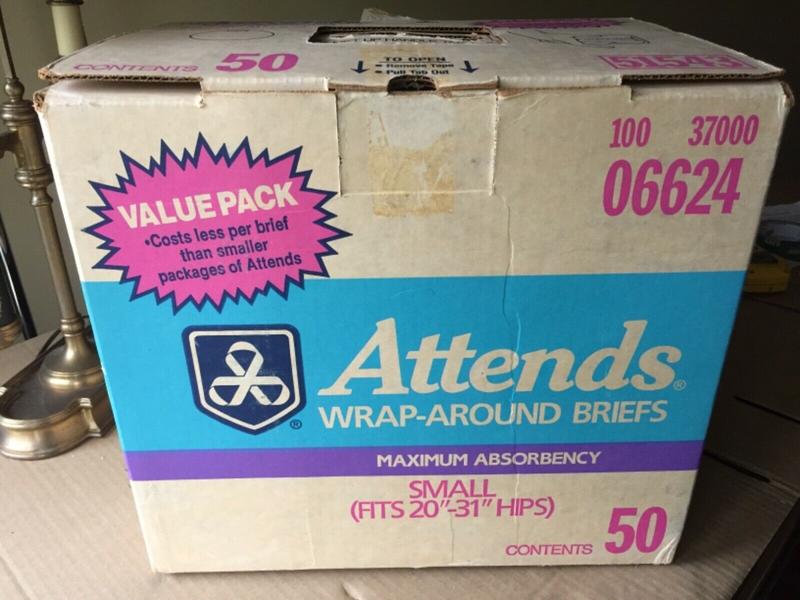 CONTENTS 50
TO OPEN
• Remove Tape
• Pull Tab Out
51543
100 37000
06624
VALUE PACK
•Costs less per brief
than smaller
packages of Attends
Attends®
®
WRAP-AROUND BRIEFS
MAXIMUM ABSORBENCY
SMALL
(FITS 20"-31" HIPS)
CONTENTS 50